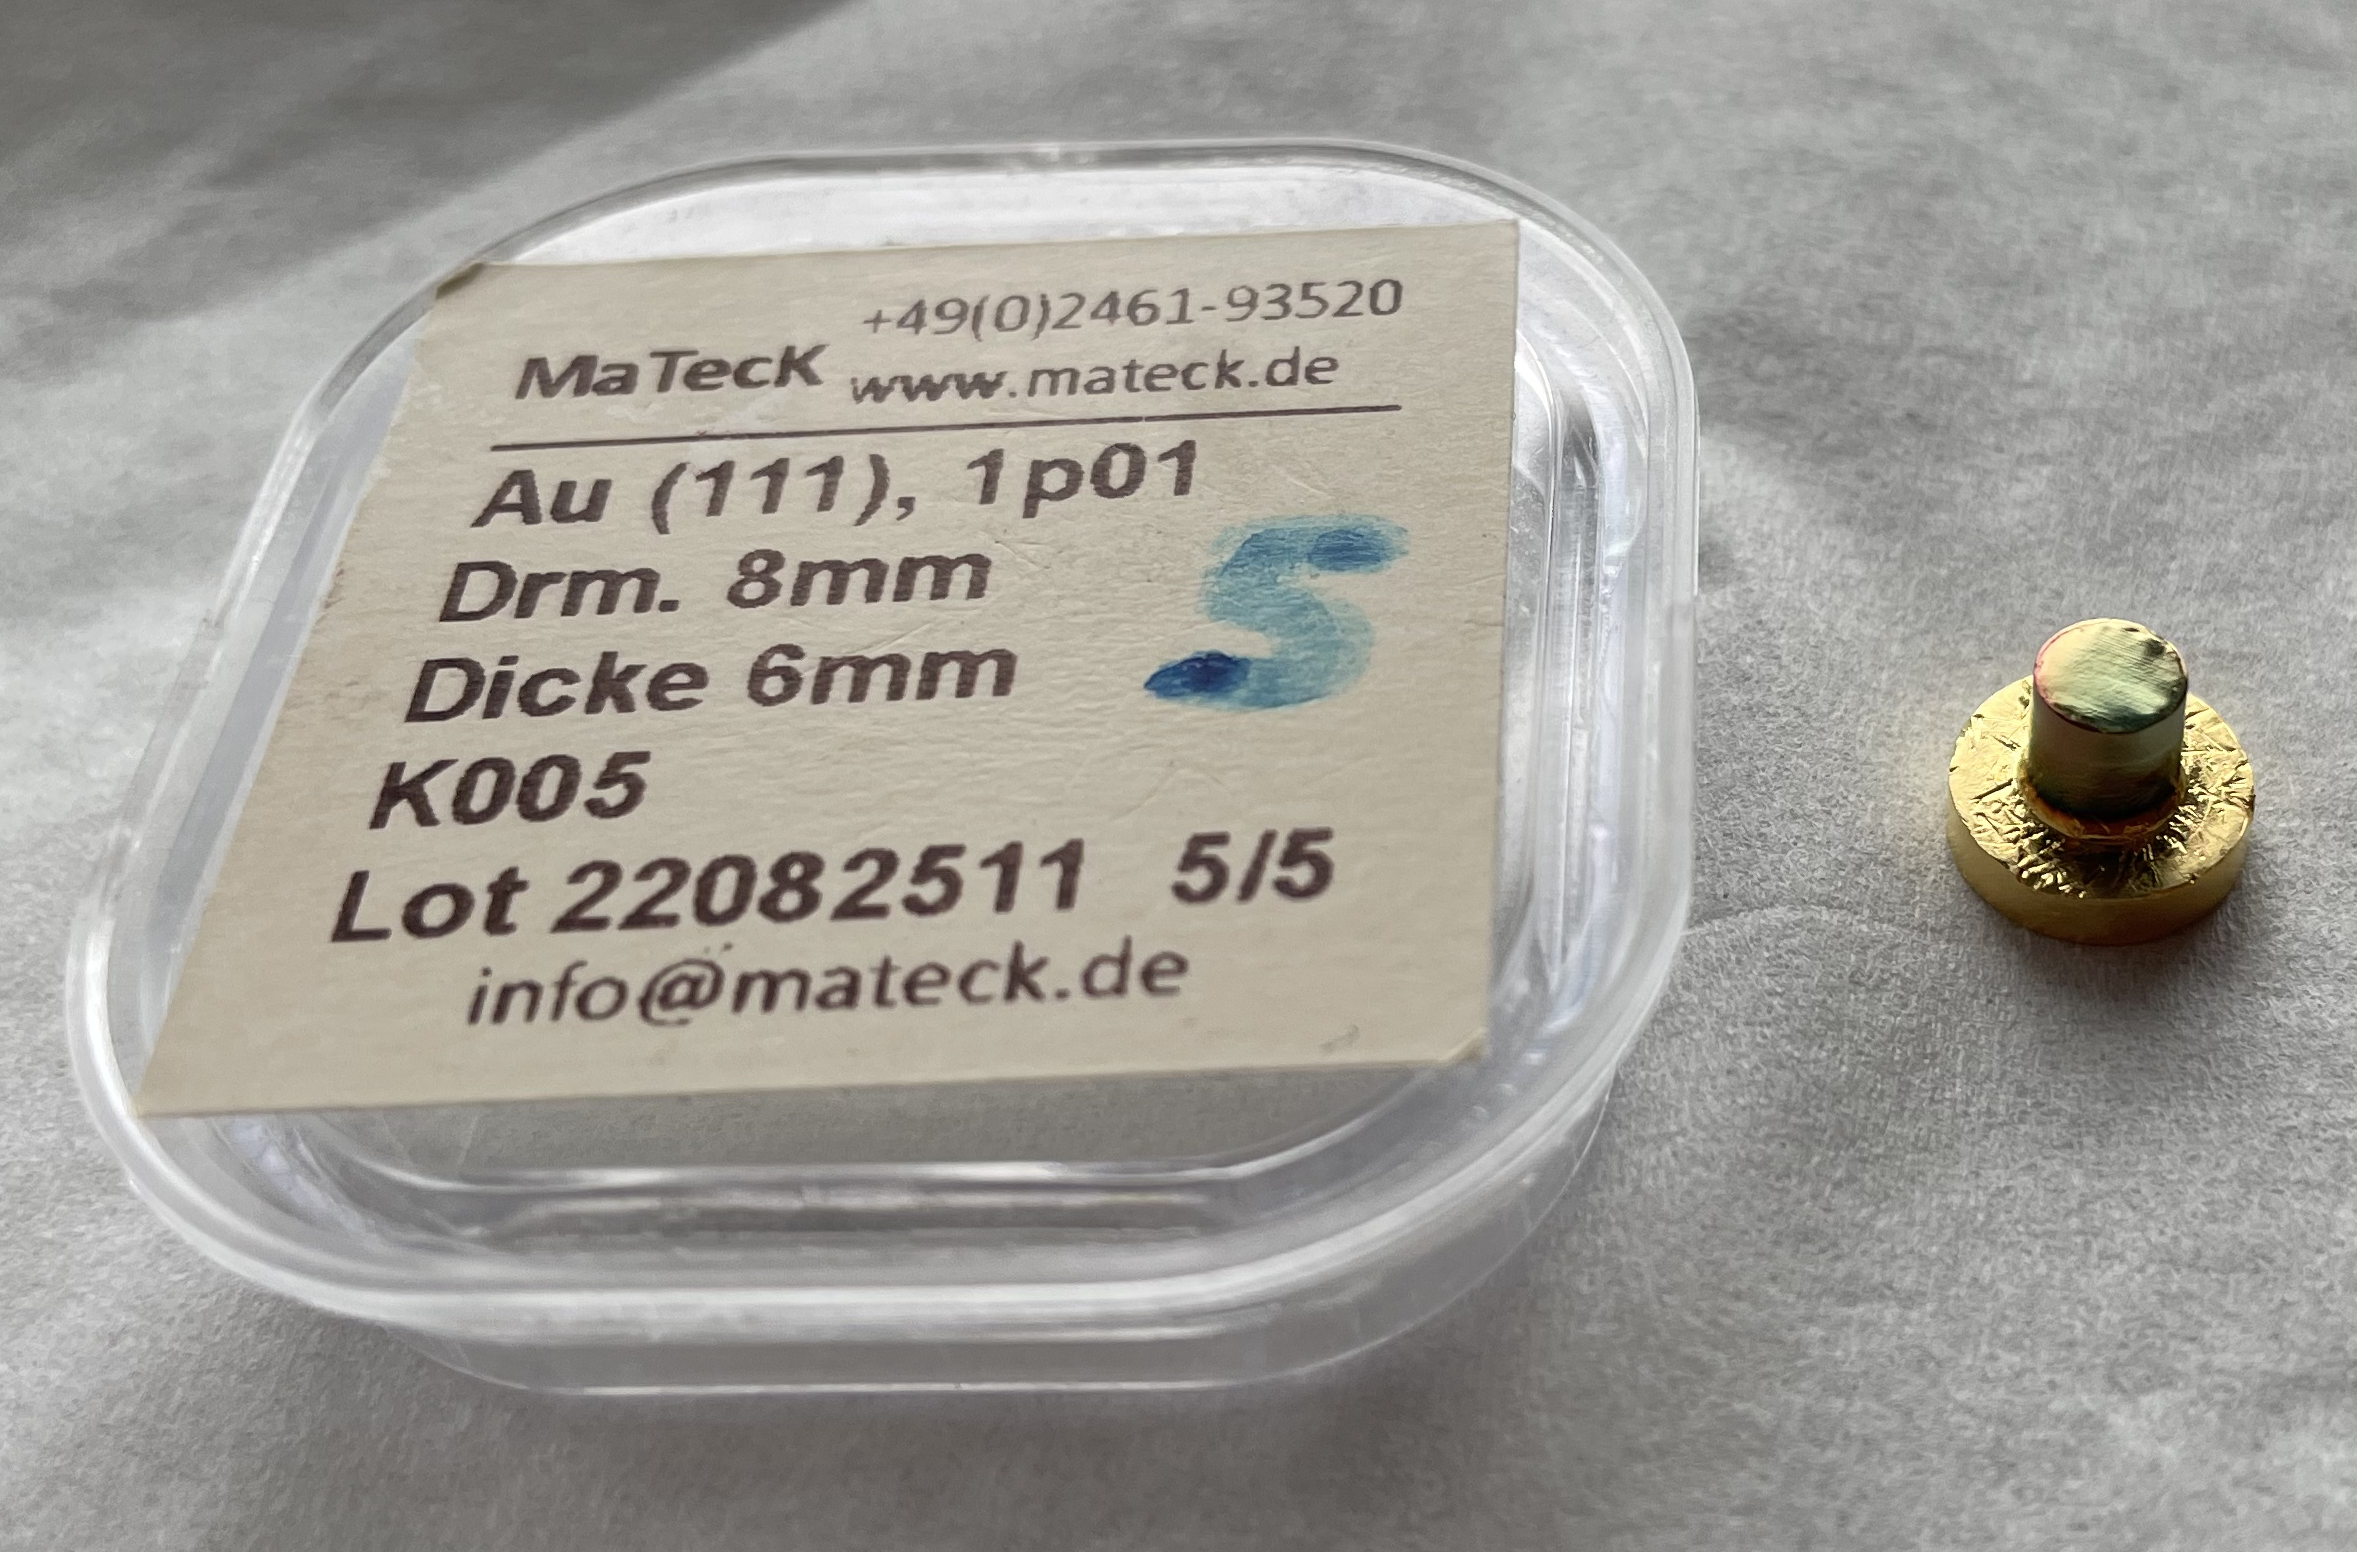 +49(0)2461-93520
MaTecK www.mateck.de
Au (111), 1p01
Drm. 8mm
Dicke 6mm
5
K005
Lot 22082511 5/5
info@mateck.de